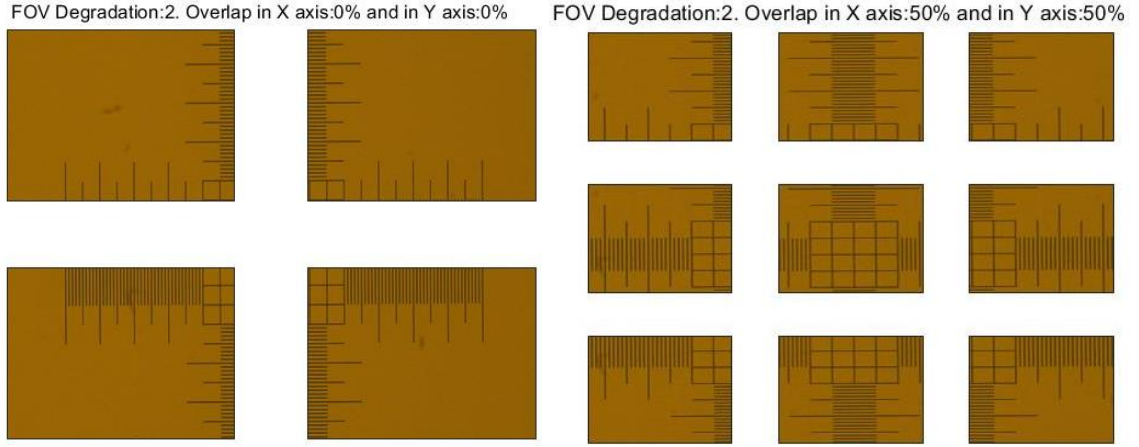 FOV Degradation:2. Overlap in X axis:0% and in Y axis:0%
FOV Degradation:2. Overlap in X axis:50% and in Y axis:50%